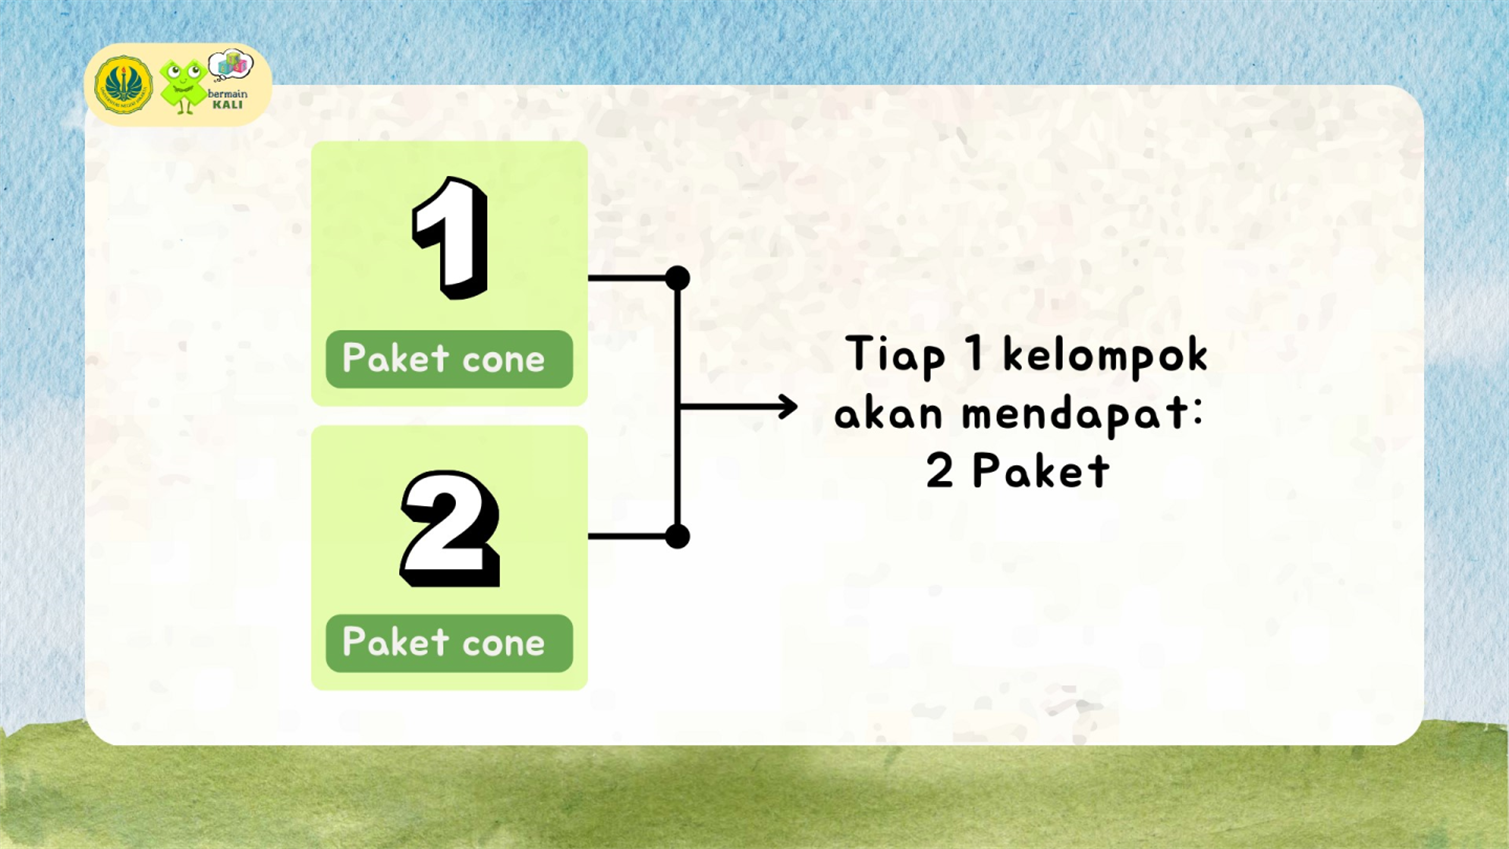 bermain
KALI
1
Paket cone
2
Paket cone
Tiap 1 kelompok
akan mendapat:
2 Paket